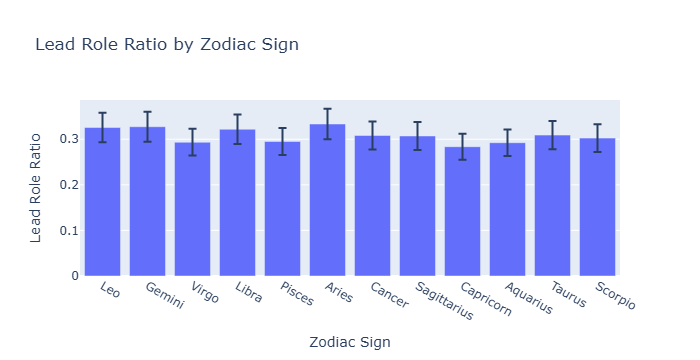 Lead Role Ratio by Zodiac Sign
Lead Role Ratio
0.3
0.2
0.1
0
Leo
Gemini
Virgo
Libra
Pisces
Aries
Cancer
Sagittarius
Capricorn
Aquarius
Taurus
Scorpio
Zodiac Sign